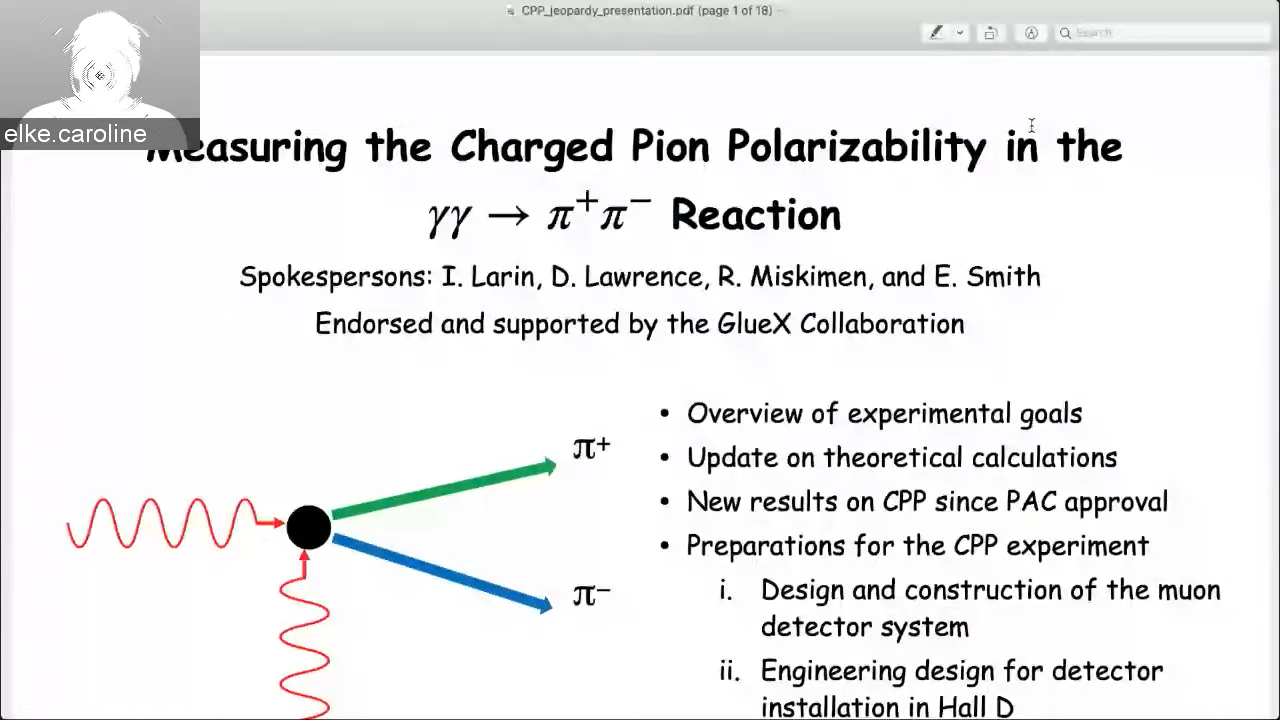 CPP_jeopardy_presentation.pdf (page 1 of 18)
Search
elke.caroline
Measuring the Charged Pion Polarizability in the
γγ → π⁺π⁻ Reaction
Spokespersons: I. Larin, D. Lawrence, R. Miskimen, and E. Smith
Endorsed and supported by the GlueX Collaboration
• Overview of experimental goals
• Update on theoretical calculations
• New results on CPP since PAC approval
• Preparations for the CPP experiment
i. Design and construction of the muon
detector system
ii. Engineering design for detector
installation in Hall D
π⁺
π⁻